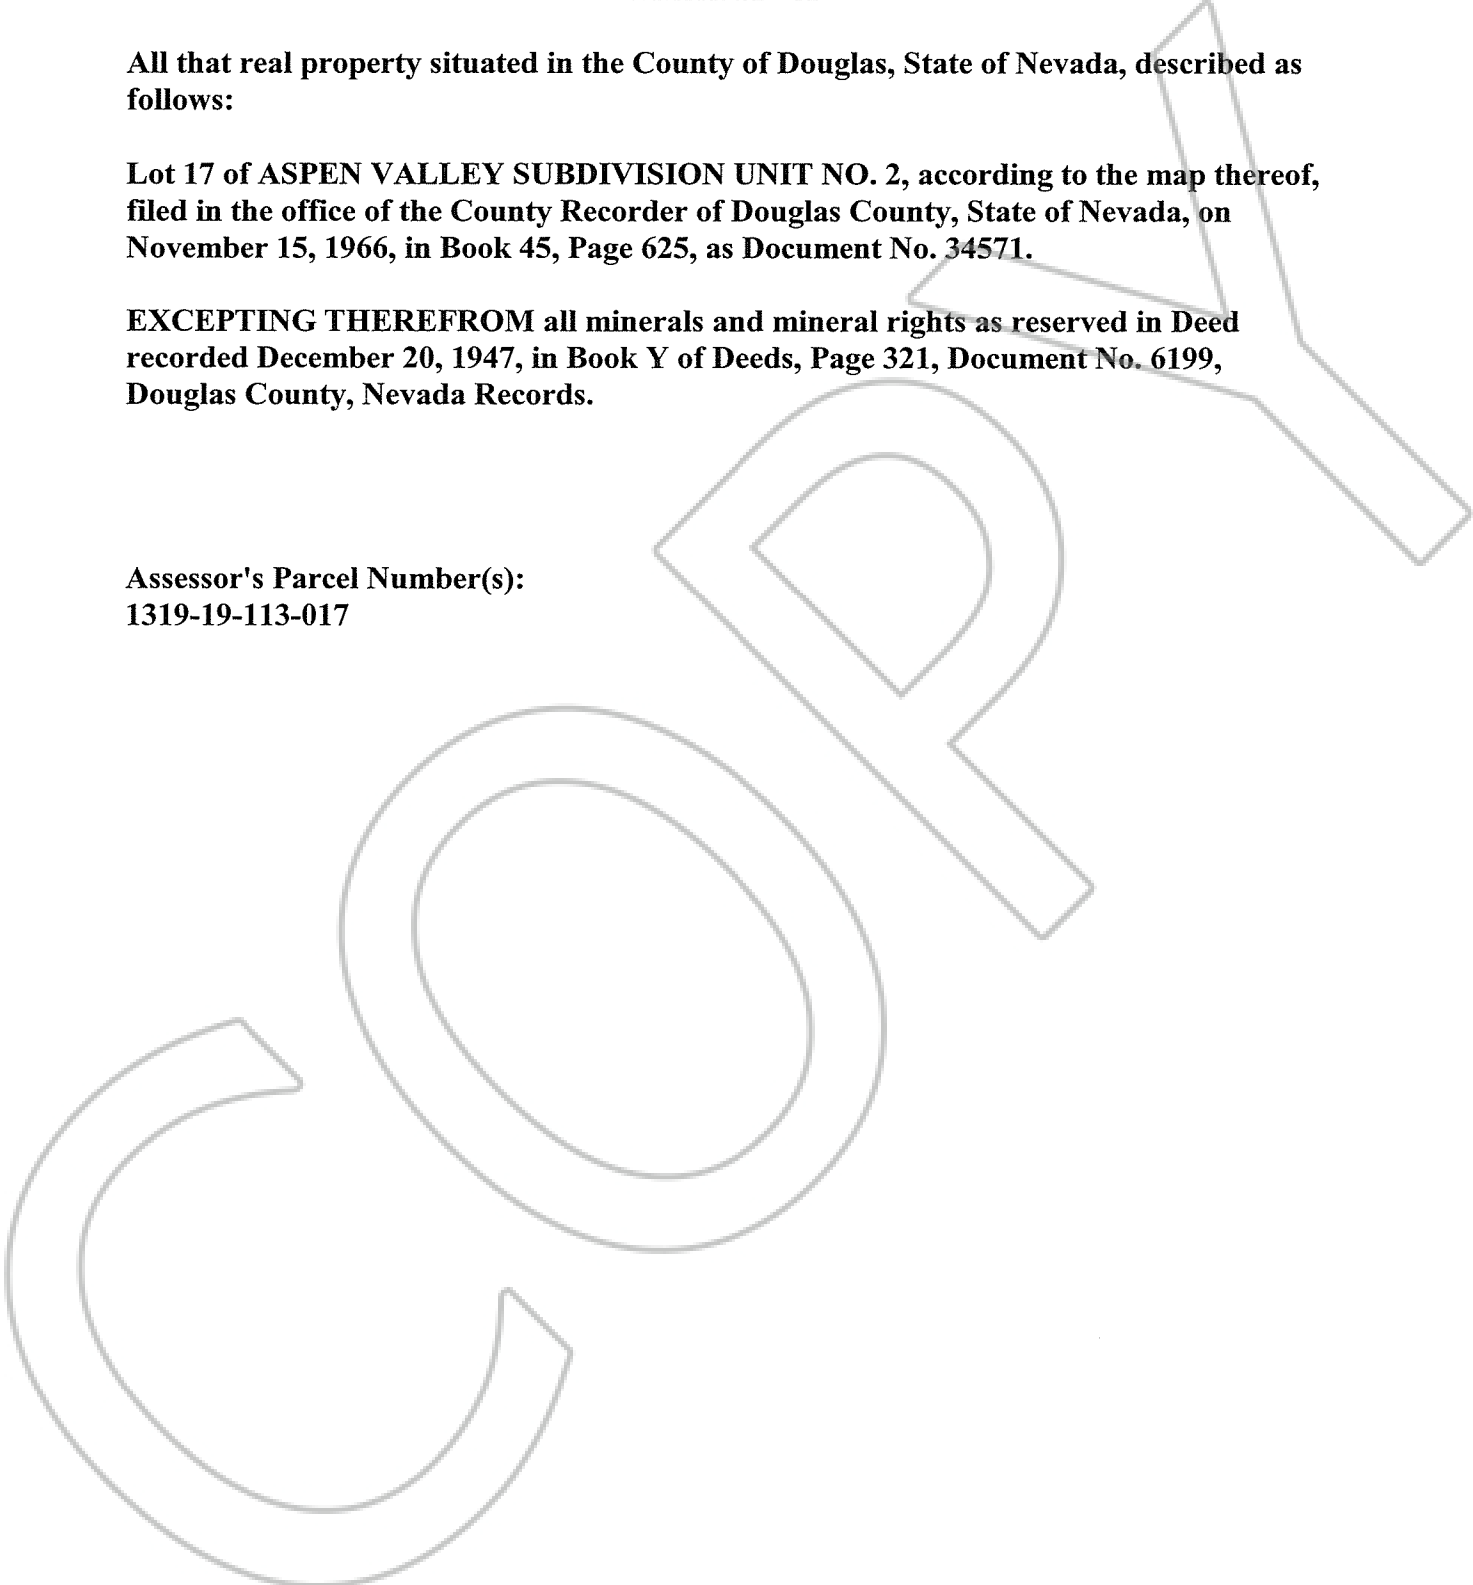 All that real property situated in the County of Douglas, State of Nevada, described as
follows:
Lot 17 of ASPEN VALLEY SUBDIVISION UNIT NO. 2, according to the map thereof,
filed in the office of the County Recorder of Douglas County, State of Nevada, on
November 15, 1966, in Book 45, Page 625, as Document No. 34571.
EXCEPTING THEREFROM all minerals and mineral rights as reserved in Deed
recorded December 20, 1947, in Book Y of Deeds, Page 321, Document No. 6199,
Douglas County, Nevada Records.
Assessor's Parcel Number(s):
1319-19-113-017
COPY